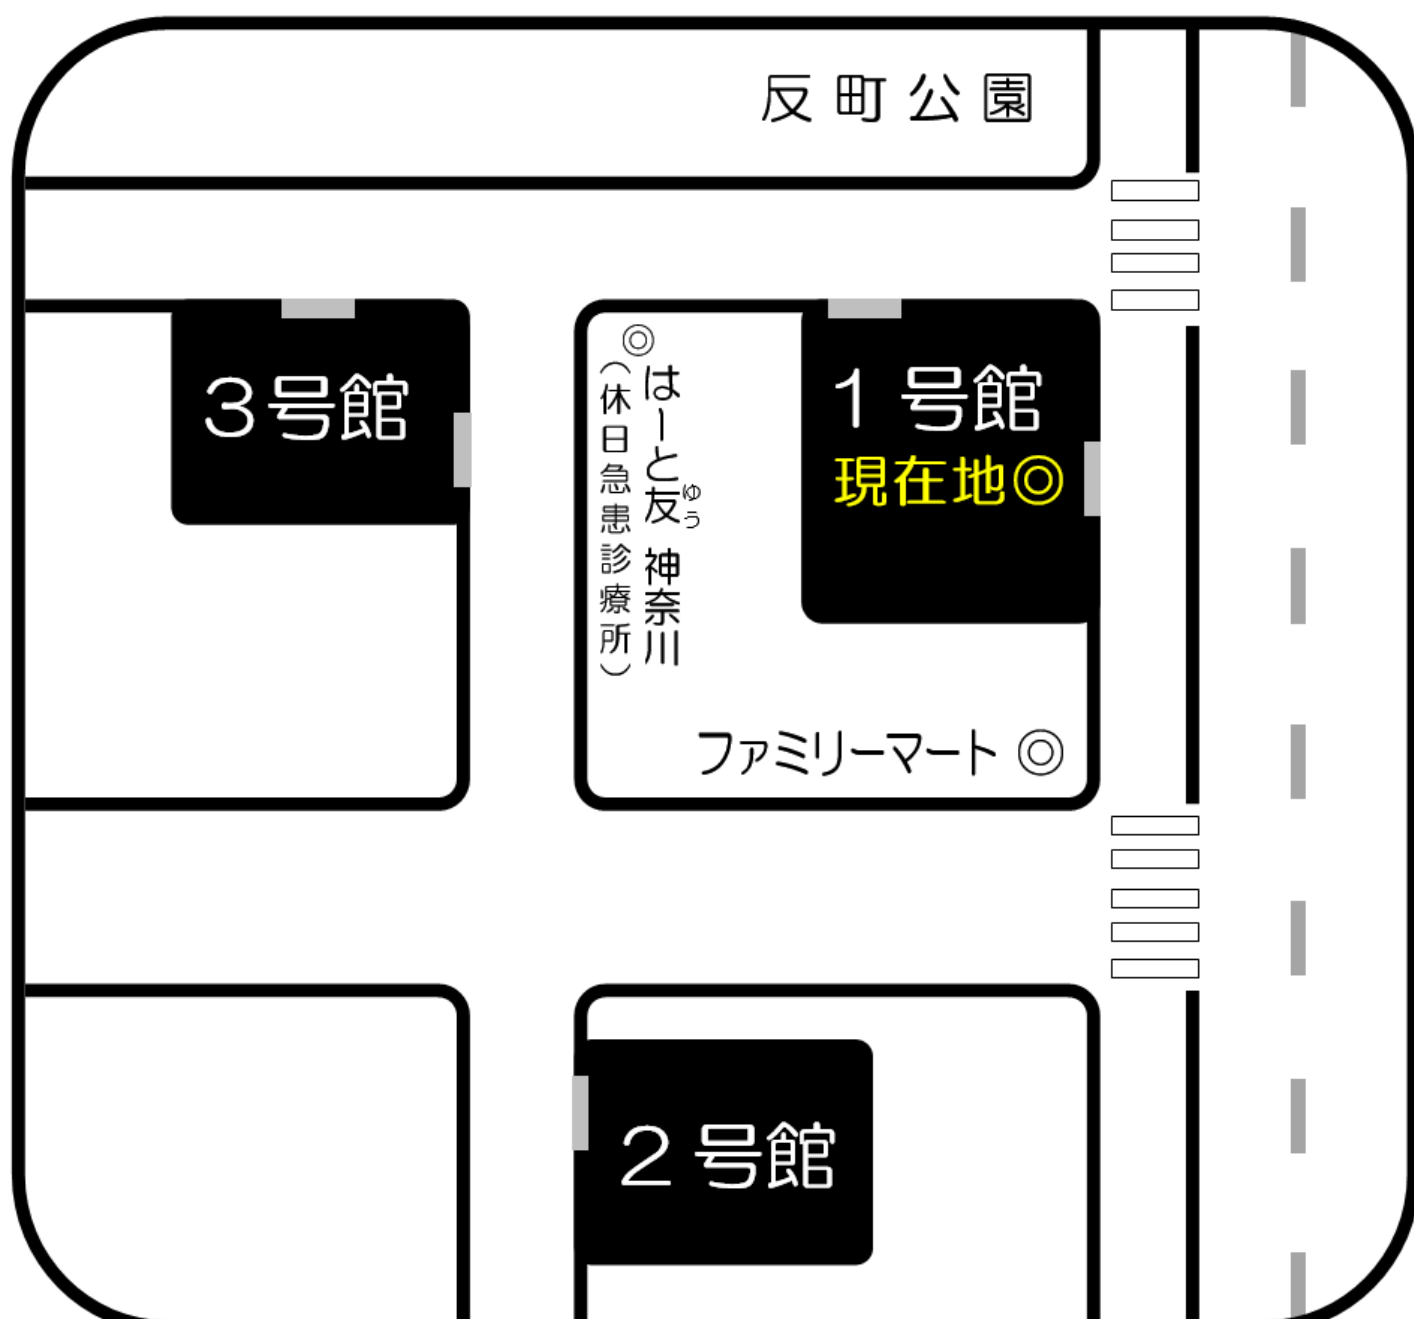 反町公園
3号館
1号館
現在地◎
◎はーと友 神奈川
ゆう
(休日急患診療所)
ファミリーマート ◎
2号館